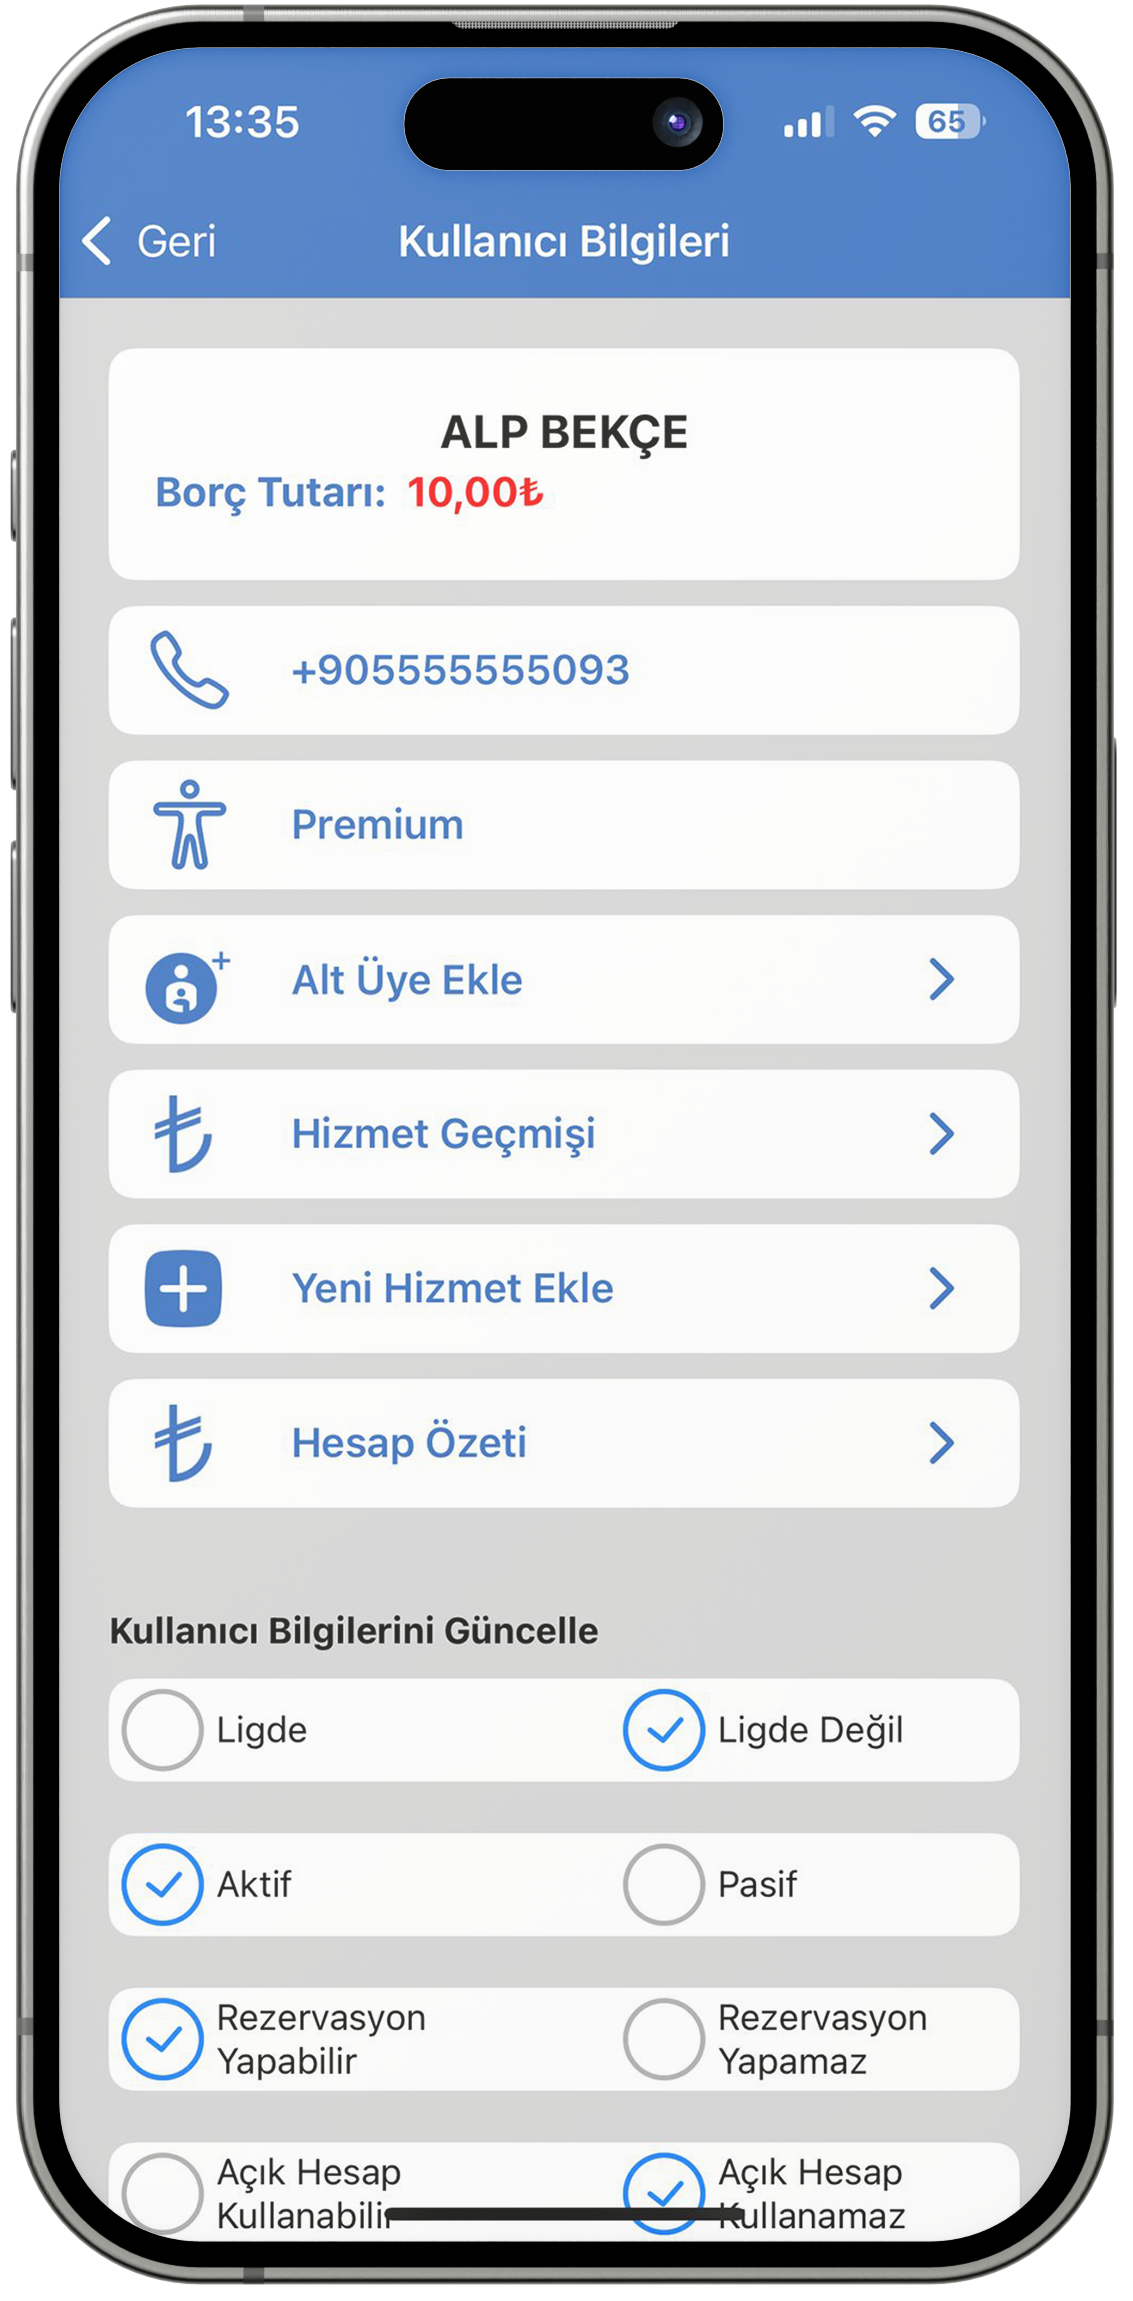 13:35
65
Geri
Kullanıcı Bilgileri
ALP BEKÇE
Borç Tutarı: 10,00₺
+905555555093
Premium
Alt Üye Ekle
Hizmet Geçmişi
Yeni Hizmet Ekle
Hesap Özeti
Kullanıcı Bilgilerini Güncelle
Ligde
Ligde Değil
Aktif
Pasif
Rezervasyon
Yapabilir
Rezervasyon
Yapamaz
Açık Hesap
Kullanabilir
Açık Hesap
Kullanamaz